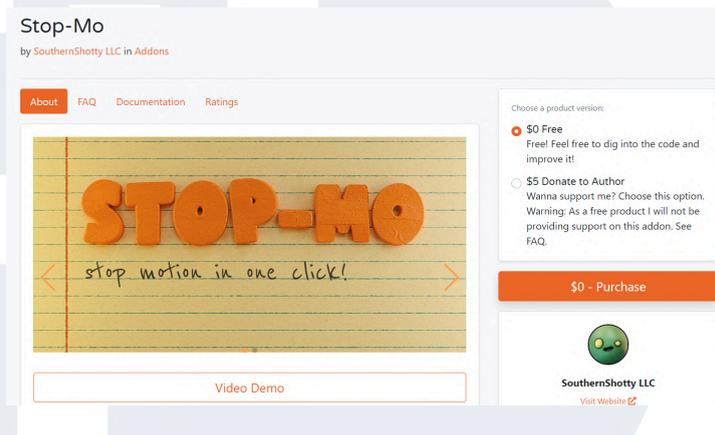 Stop-Mo
by SouthernShotty LLC in Addons
About
FAQ
Documentation
Ratings
STOP-MO
stop motion in one click!
Video Demo
Choose a product version:
$0 Free
Free! Feel free to dig into the code and
improve it!
$5 Donate to Author
Wanna support me? Choose this option.
Warning: As a free product I will not be
providing support on this addon. See
FAQ.
$0 - Purchase
SouthernShotty LLC
Visit Website